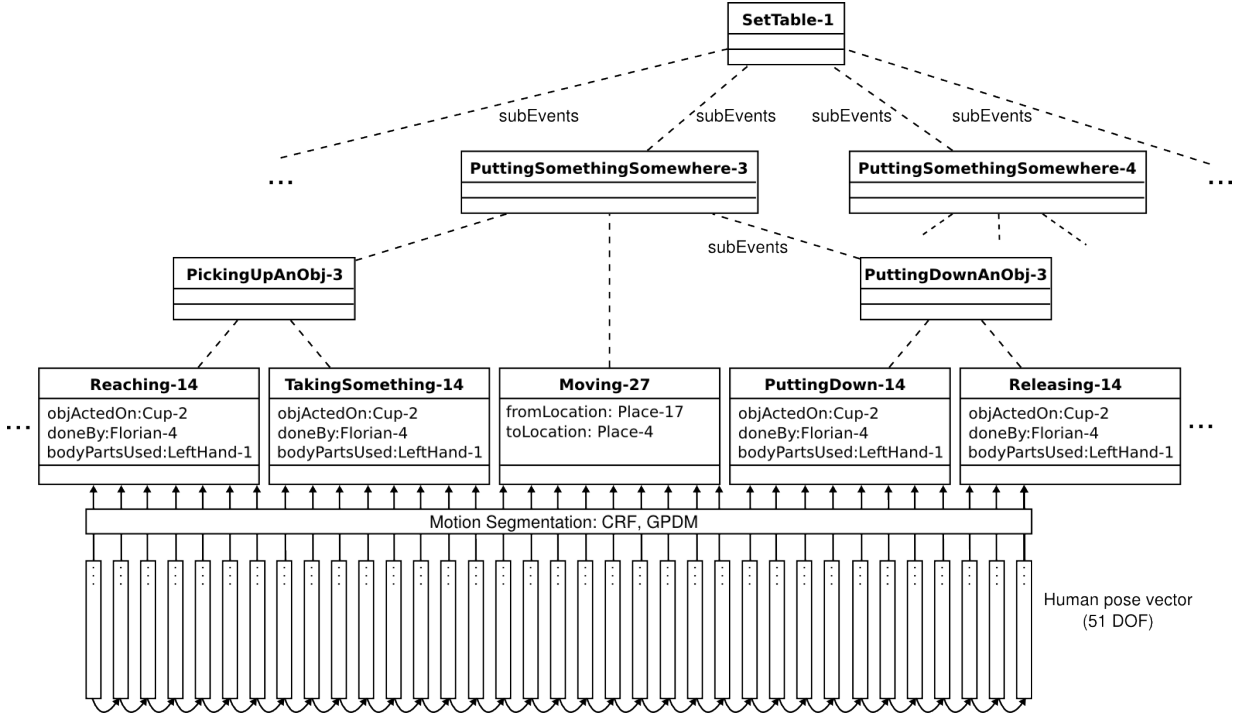 SetTable-1
subEvents
subEvents
subEvents
subEvents
PuttingSomethingSomewhere-3
PuttingSomethingSomewhere-4
...
...
subEvents
PickingUpAnObj-3
PuttingDownAnObj-3
Reaching-14
objActedOn:Cup-2
doneBy:Florian-4
bodyPartsUsed:LeftHand-1
TakingSomething-14
objActedOn:Cup-2
doneBy:Florian-4
bodyPartsUsed:LeftHand-1
Moving-27
fromLocation: Place-17
toLocation: Place-4
PuttingDown-14
objActedOn:Cup-2
doneBy:Florian-4
bodyPartsUsed:LeftHand-1
Releasing-14
objActedOn:Cup-2
doneBy:Florian-4
bodyPartsUsed:LeftHand-1
...
...
Motion Segmentation: CRF, GPDM
Human pose vector
(51 DOF)